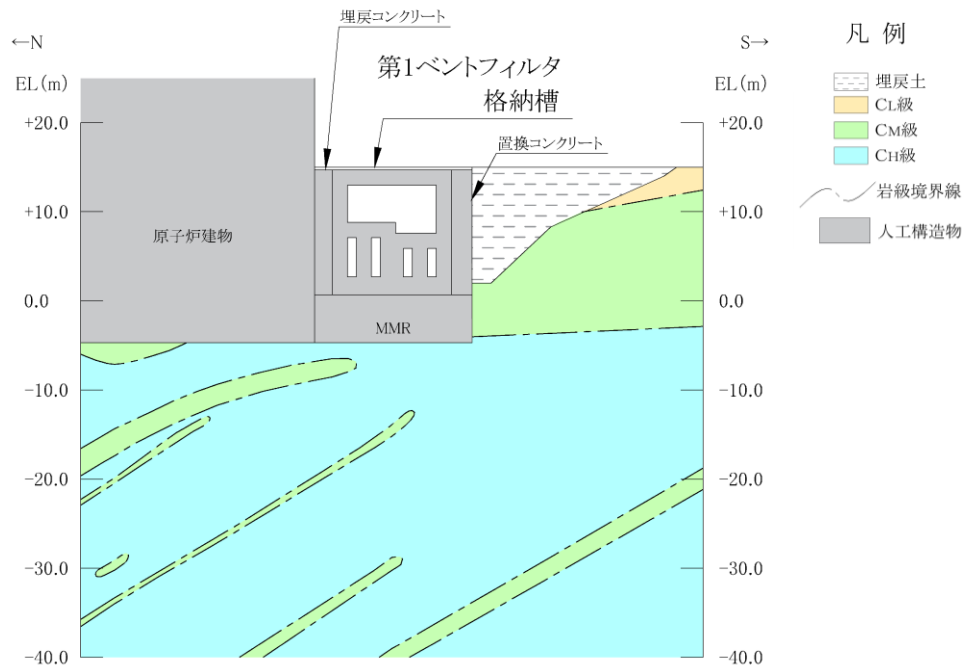 埋戻コンクリート
←N
S→
凡 例
EL(m)
EL(m)
第1ベントフィルタ
格納槽
埋戻土
CL級
CM級
CH級
岩級境界線
人工構造物
+20.0
+20.0
置換コンクリート
+10.0
+10.0
原子炉建物
0.0
0.0
MMR
−10.0
−10.0
−20.0
−20.0
−30.0
−30.0
−40.0
−40.0